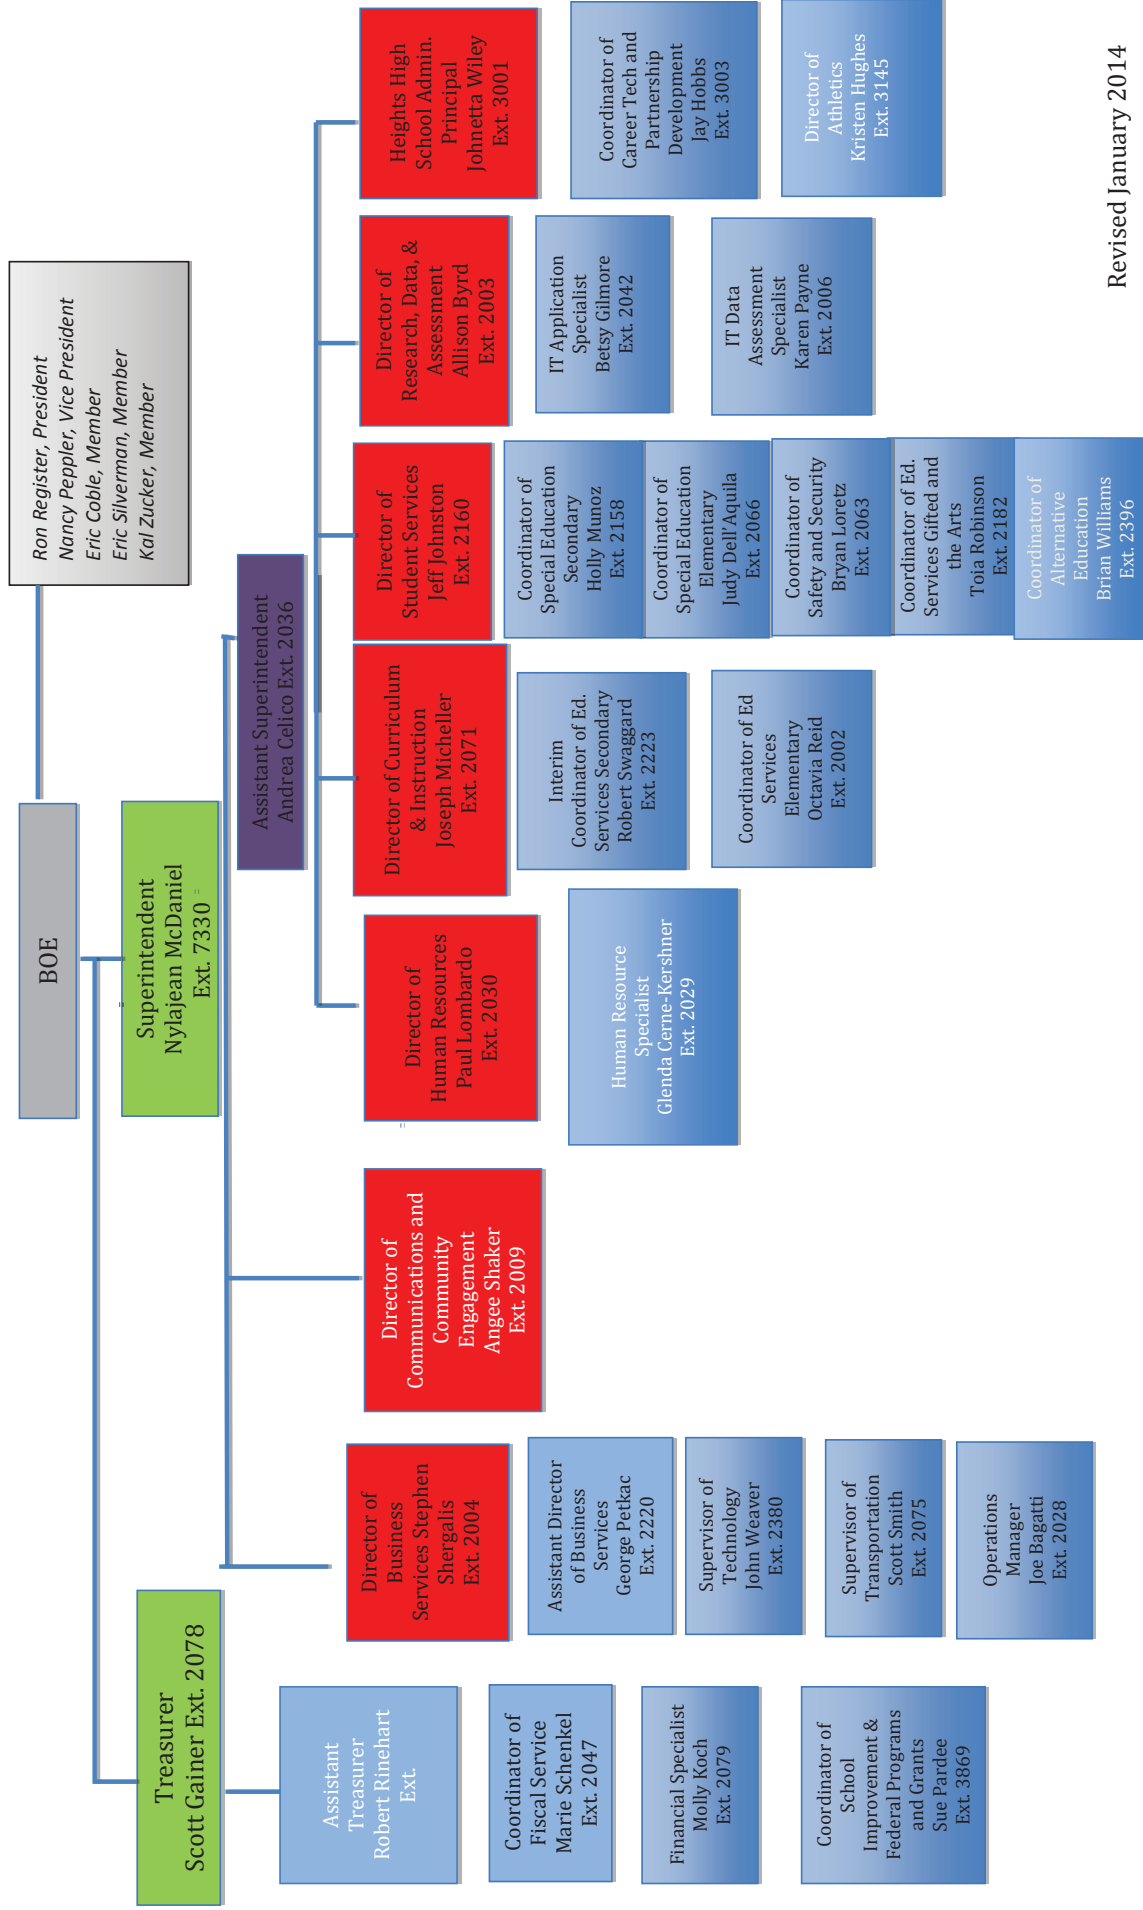 BOE
Ron Register, President
Nancy Peppler, Vice President
Eric Coble, Member
Eric Silverman, Member
Kal Zucker, Member
Treasurer
Scott Gainer Ext. 2078
Superintendent
Nylajean McDaniel
Ext. 7330
Assistant Superintendent
Andrea Celico Ext. 2036
Assistant
Treasurer
Robert Rinehart
Ext.
Coordinator of
Fiscal Service
Marie Schenkel
Ext. 2047
Financial Specialist
Molly Koch
Ext. 2079
Coordinator of
School
Improvement &
Federal Programs
and Grants
Sue Pardee
Ext. 3869
Director of
Business
Services Stephen
Shergalis
Ext. 2004
Assistant Director
of Business
Services
George Petkac
Ext. 2220
Supervisor of
Technology
John Weaver
Ext. 2380
Supervisor of
Transportation
Scott Smith
Ext. 2075
Operations
Manager
Joe Bagatti
Ext. 2028
Director of
Communications and
Community
Engagement
Angee Shaker
Ext. 2009
Director of
Human Resources
Paul Lombardo
Ext. 2030
Human Resource
Specialist
Glenda Cerne-Kershner
Ext. 2029
Director of Curriculum
& Instruction
Joseph Micheller
Ext. 2071
Interim
Coordinator of Ed.
Services Secondary
Robert Swaggard
Ext. 2223
Coordinator of Ed
Services
Elementary
Octavia Reid
Ext. 2002
Director of
Student Services
Jeff Johnston
Ext. 2160
Coordinator of
Special Education
Secondary
Holly Munoz
Ext. 2158
Coordinator of
Special Education
Elementary
Judy Dell'Aquila
Ext. 2066
Coordinator of
Safety and Security
Bryan Loretz
Ext. 2063
Coordinator of Ed.
Services Gifted and
the Arts
Toia Robinson
Ext. 2182
Coordinator of
Alternative
Education
Brian Williams
Ext. 2396
Director of
Research, Data, &
Assessment
Allison Byrd
Ext. 2003
IT Application
Specialist
Betsy Gilmore
Ext. 2042
IT Data
Assessment
Specialist
Karen Payne
Ext. 2006
Heights High
School Admin.
Principal
Johnetta Wiley
Ext. 3001
Coordinator of
Career Tech and
Partnership
Development
Jay Hobbs
Ext. 3003
Director of
Athletics
Kristen Hughes
Ext. 3145
Revised January 2014